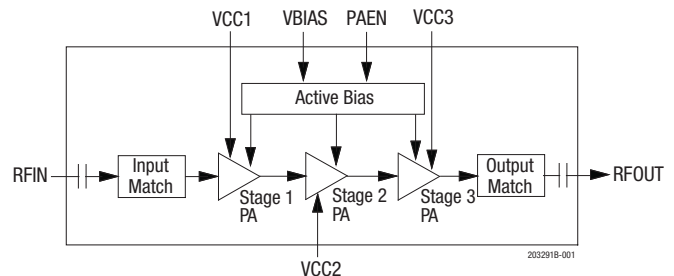 VCC1 VBIAS PAEN VCC3
Active Bias
RFIN
Input
Match
Stage 1
PA
Stage 2
PA
Stage 3
PA
Output
Match
RFOUT
203291B-001
VCC2